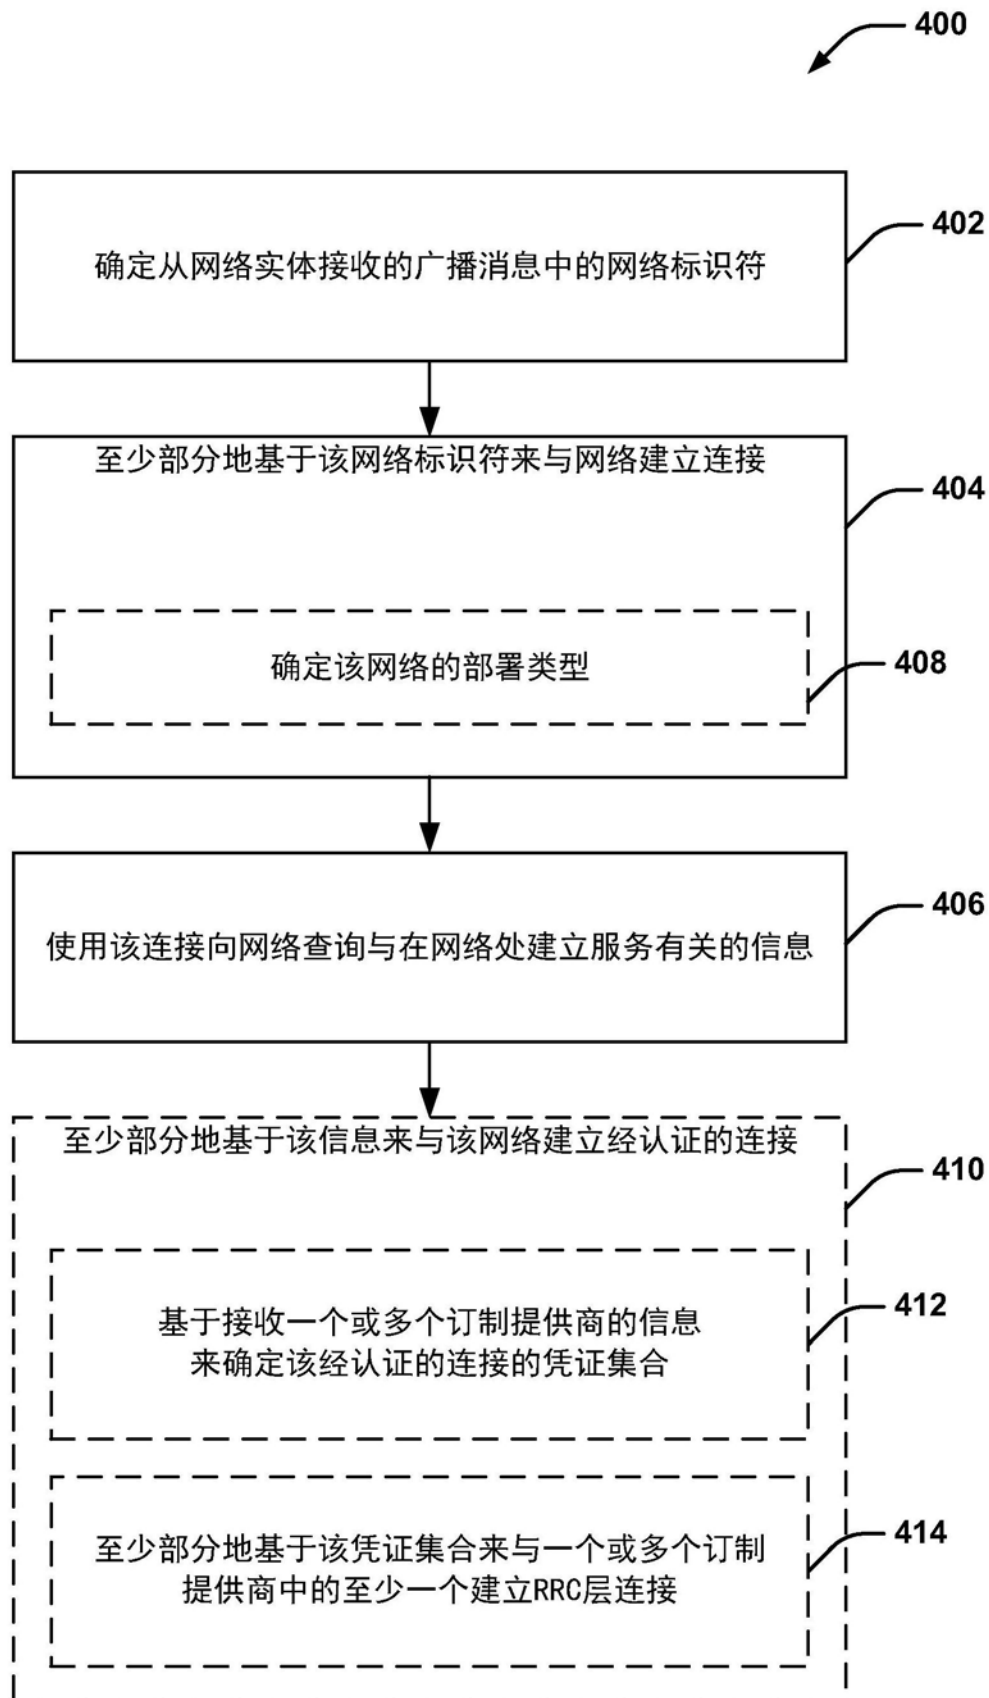 400
确定从网络实体接收的广播消息中的网络标识符
402
至少部分地基于该网络标识符来与网络建立连接
404
确定该网络的部署类型
408
使用该连接向网络查询与在网络处建立服务有关的信息
406
至少部分地基于该信息来与该网络建立经认证的连接
410
基于接收一个或多个订制提供商的信息
来确定该经认证的连接的凭证集合
412
至少部分地基于该凭证集合来与一个或多个订制
提供商中的至少一个建立RRC层连接
414